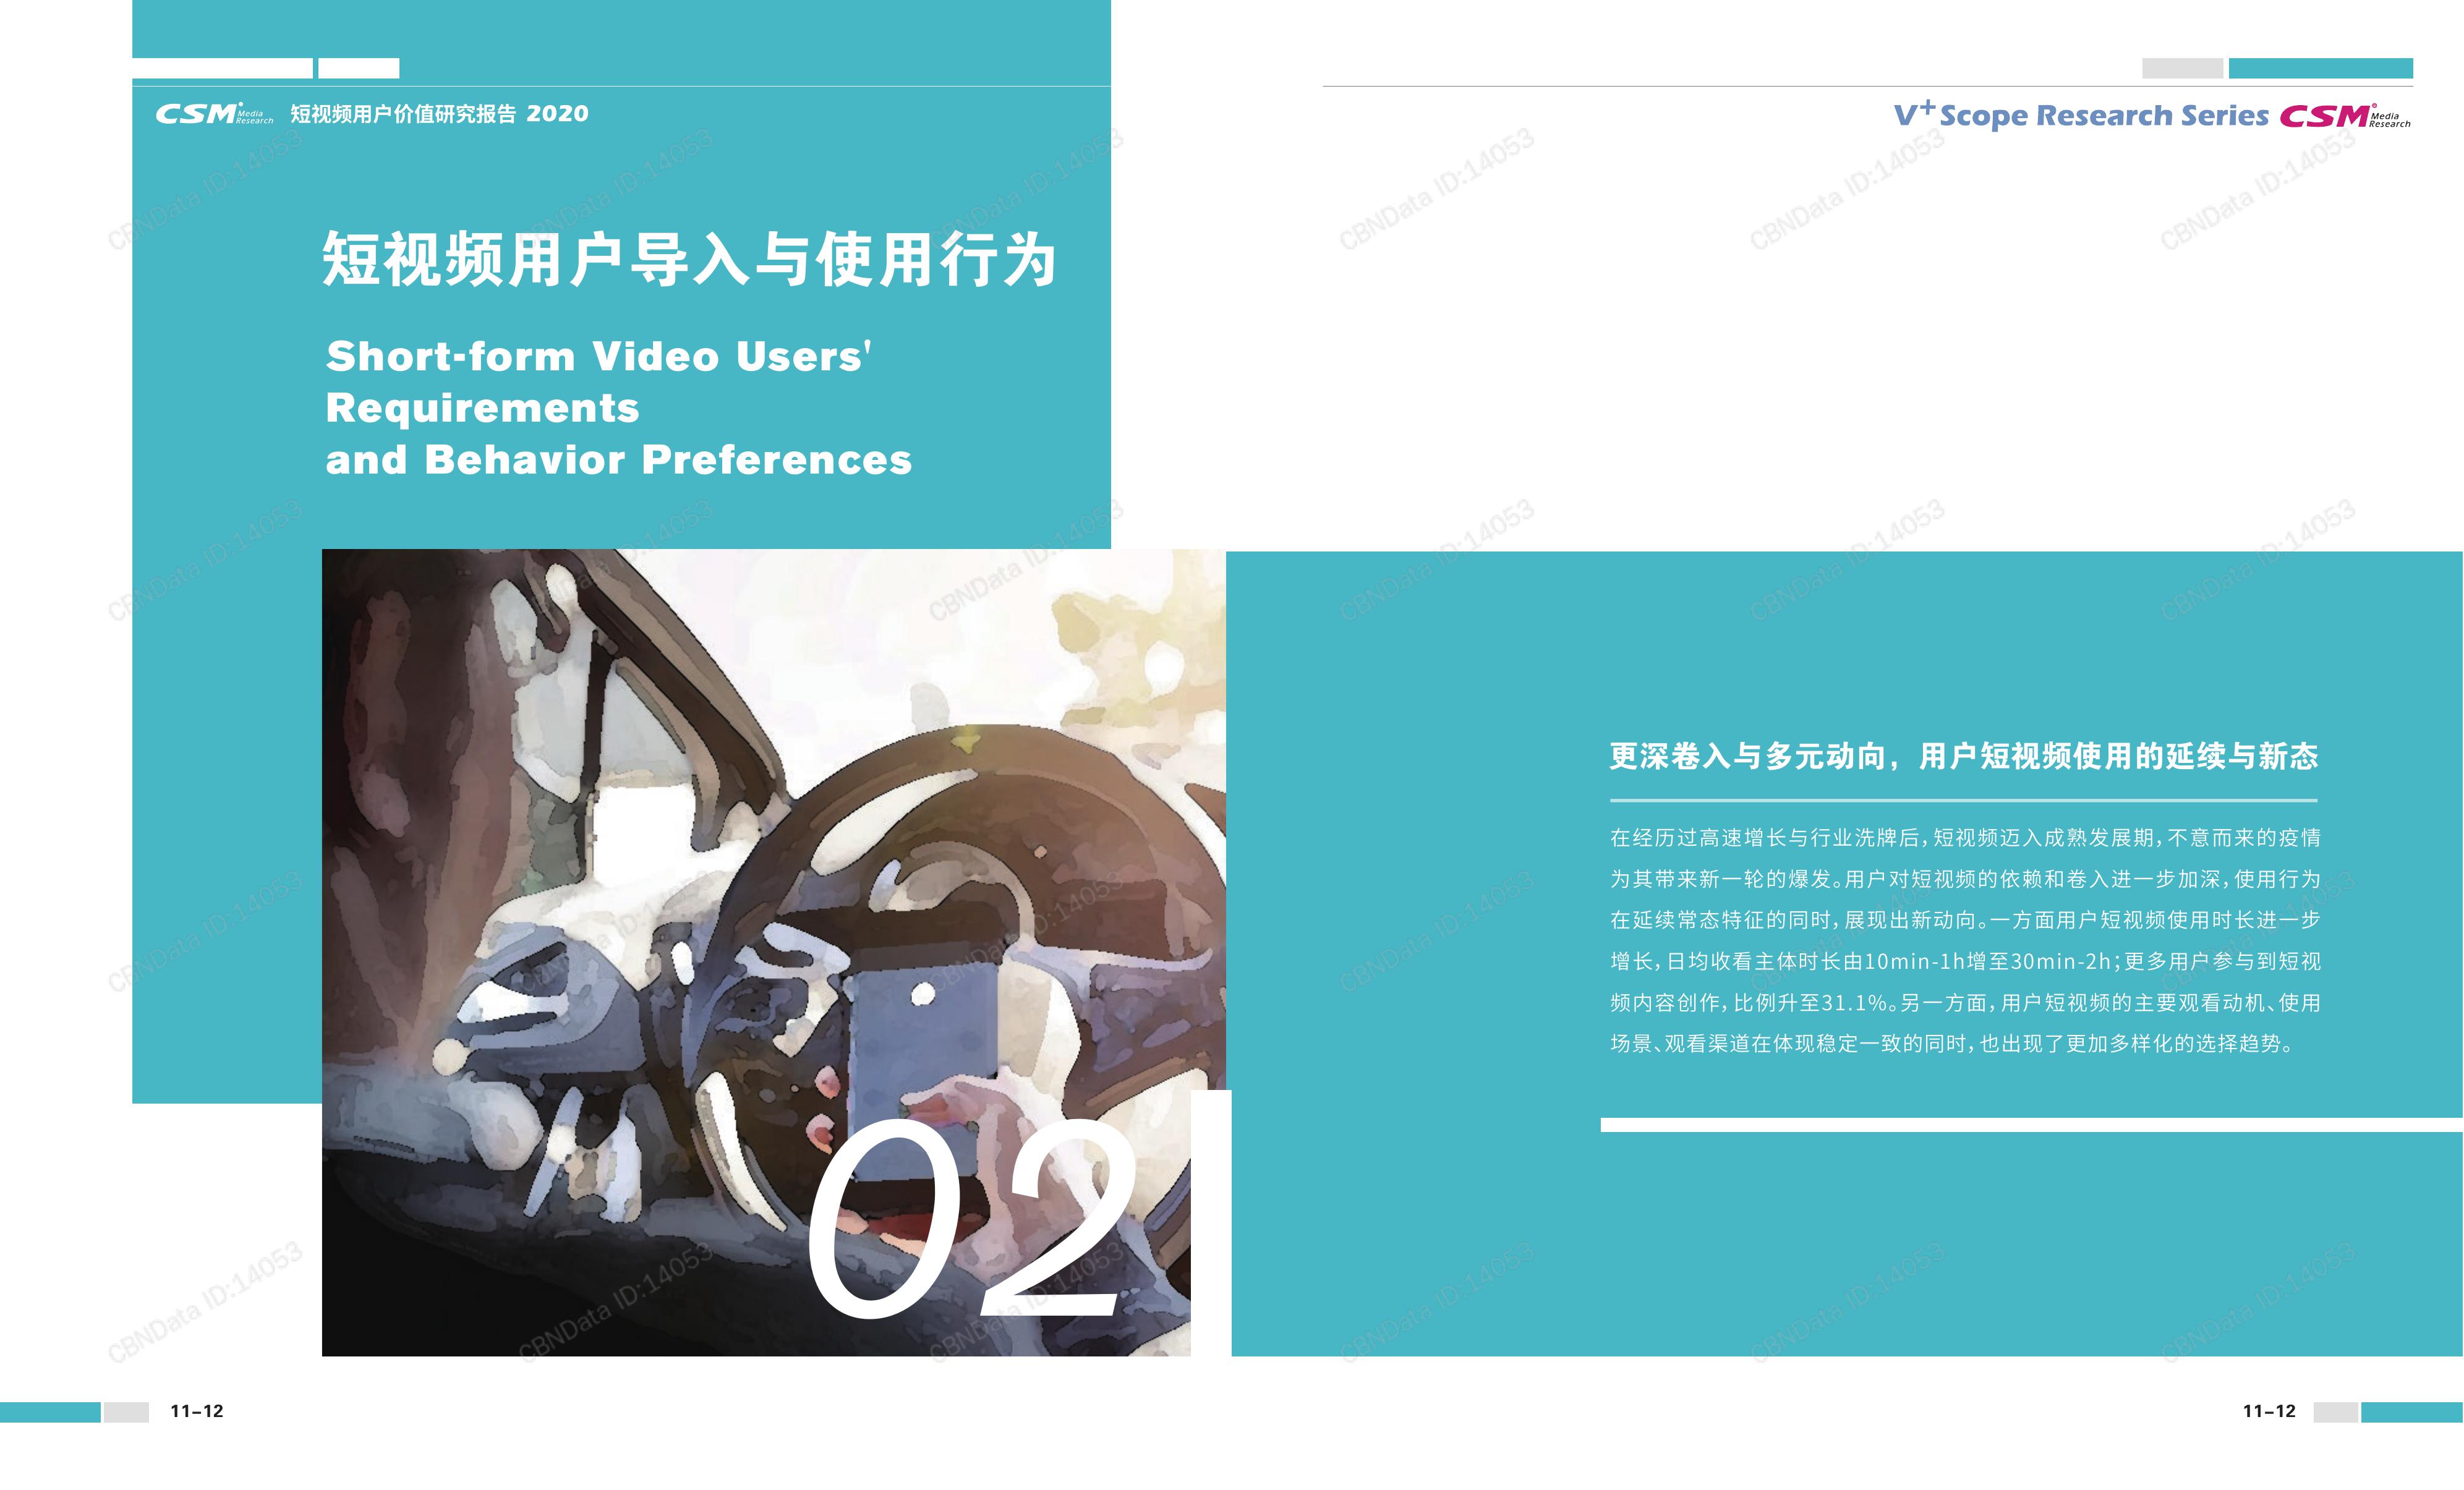 CSM Media Research 短视频用户价值研究报告 2020
V+Scope Research Series CSM Media Research
短视频用户导入与使用行为
Short-form Video Users'
Requirements
and Behavior Preferences
02
更深卷入与多元动向，用户短视频使用的延续与新态
在经历过高速增长与行业洗牌后，短视频迈入成熟发展期，不意而来的疫情
为其带来新一轮的爆发。用户对短视频的依赖和卷入进一步加深，使用行为
在延续常态特征的同时，展现出新动向。一方面用户短视频使用时长进一步
增长，日均收看主体时长由10min-1h增至30min-2h；更多用户参与到短视
频内容创作，比例升至31.1%。另一方面，用户短视频的主要观看动机、使用
场景、观看渠道在体现稳定一致的同时，也出现了更加多样化的选择趋势。
11-12
11-12
CBNData ID:14053